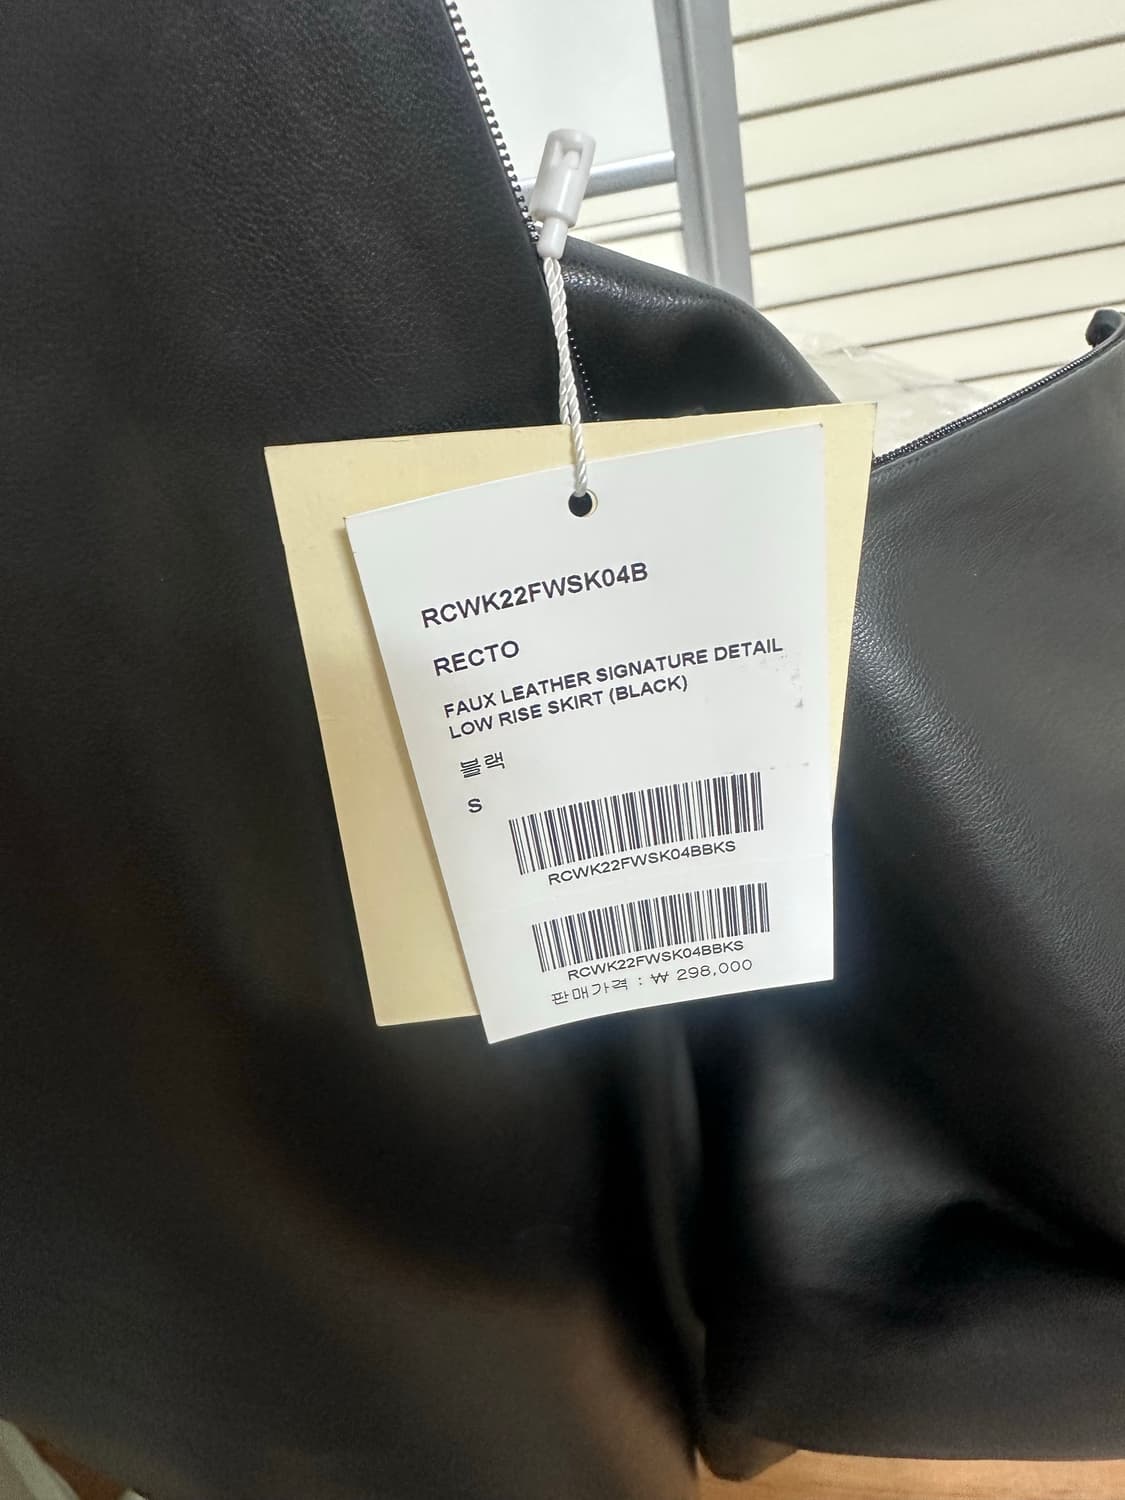 RCWK22FWSK04B
RECTO
FAUX LEATHER SIGNATURE DETAIL
LOW RISE SKIRT (BLACK)
블랙
S
RCWK22FWSK04BBKS
RCWK22FWSK04BBKS
판매가격 : ₩ 298,000